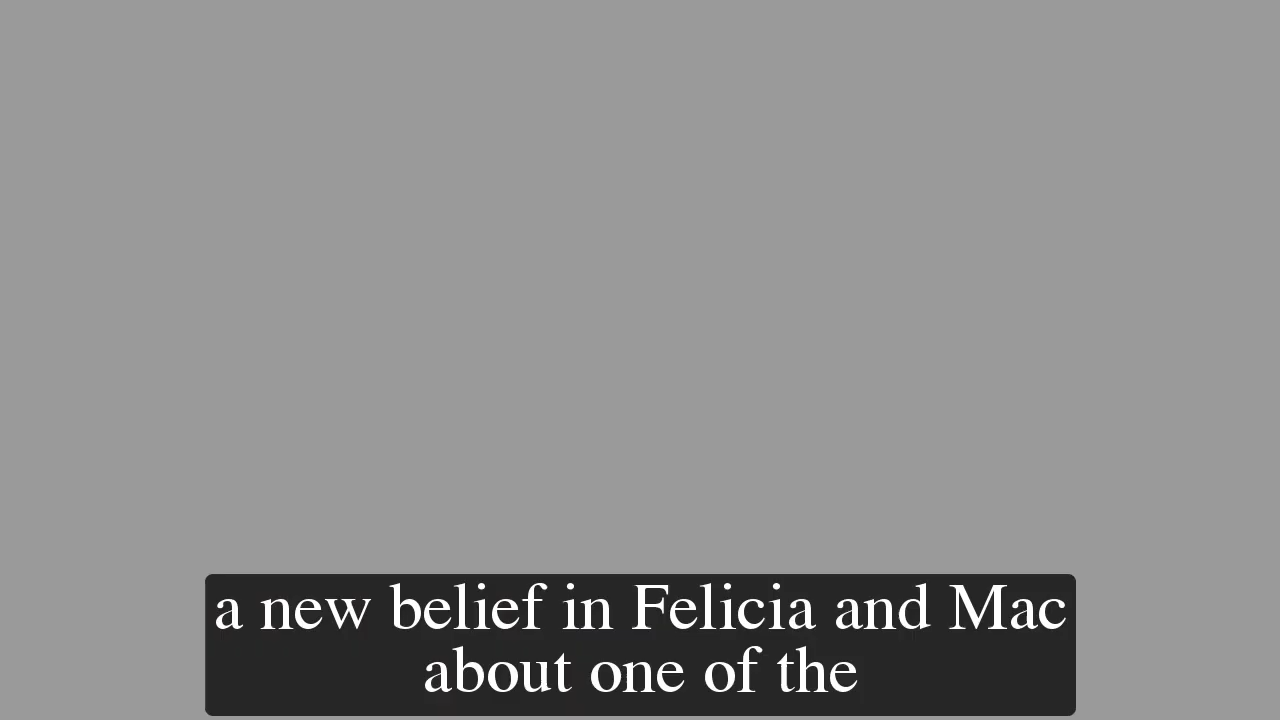 a new belief in Felicia and Mac
about one of the